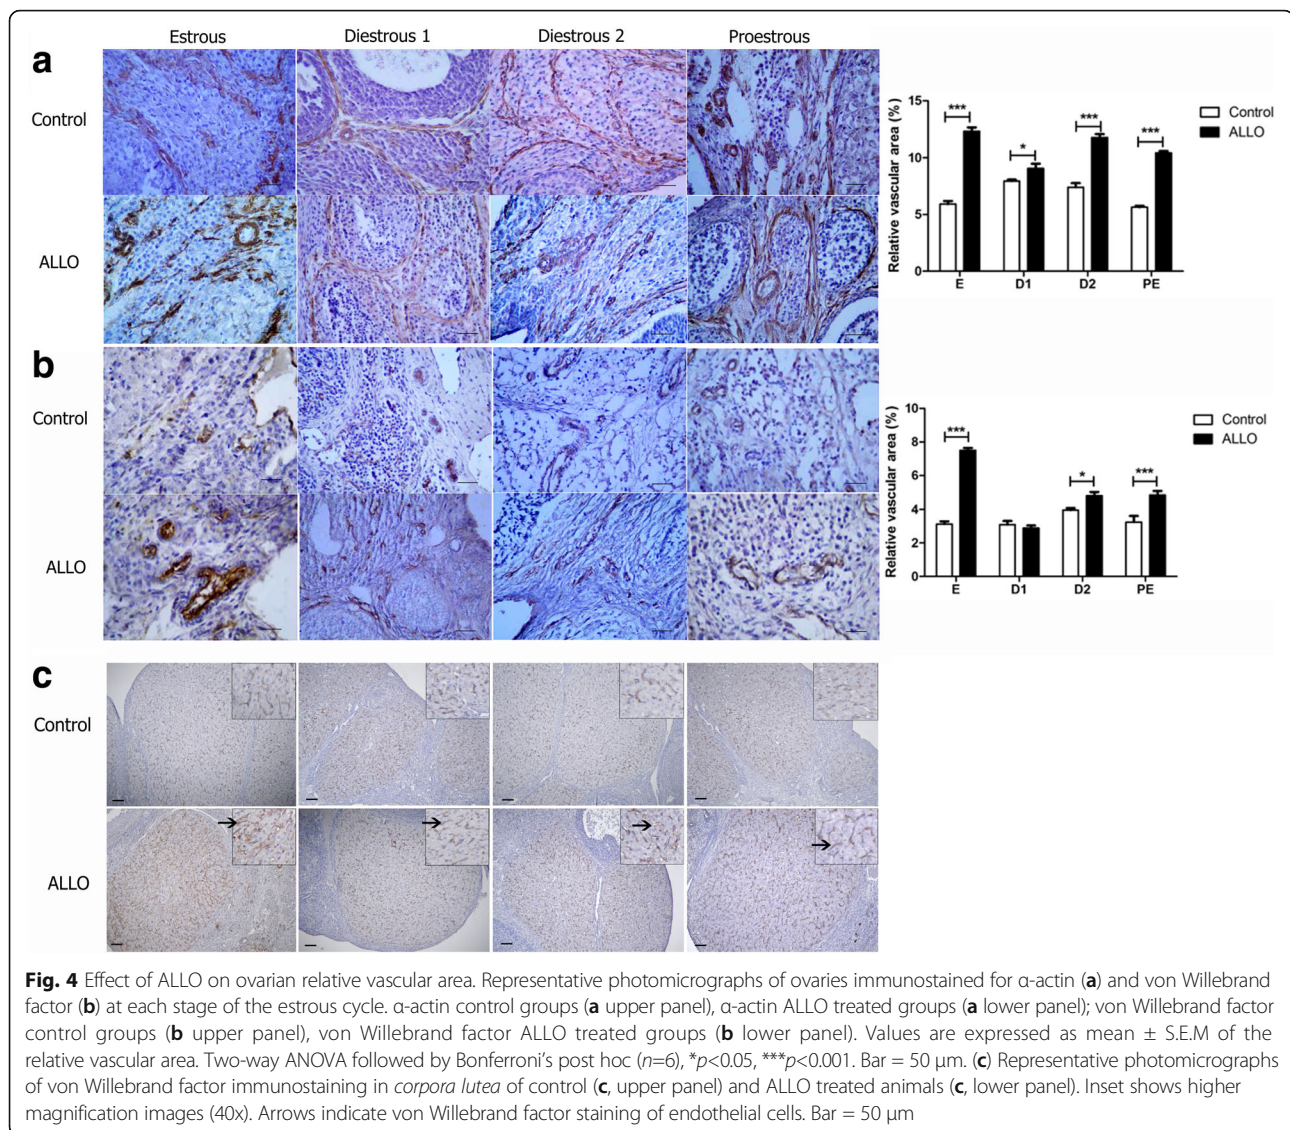 Estrous Diestrous 1 Diestrous 2 Proestrous
a
Control
ALLO
Relative vascular area (%)
15
10
5
0
*** * *** ***
E D1 D2 PE
Control
ALLO
b
Control
ALLO
Relative vascular area (%)
8
6
4
2
0
*** * ***
E D1 D2 PE
Control
ALLO
c
Control
ALLO
Fig. 4 Effect of ALLO on ovarian relative vascular area. Representative photomicrographs of ovaries immunostained for α-actin (a) and von Willebrand
factor (b) at each stage of the estrous cycle. α-actin control groups (a upper panel), α-actin ALLO treated groups (a lower panel); von Willebrand factor
control groups (b upper panel), von Willebrand factor ALLO treated groups (b lower panel). Values are expressed as mean ± S.E.M of the
relative vascular area. Two-way ANOVA followed by Bonferroni's post hoc (n=6), *p<0.05, ***p<0.001. Bar = 50 μm. (c) Representative photomicrographs
of von Willebrand factor immunostaining in corpora lutea of control (c, upper panel) and ALLO treated animals (c, lower panel). Inset shows higher
magnification images (40x). Arrows indicate von Willebrand factor staining of endothelial cells. Bar = 50 μm